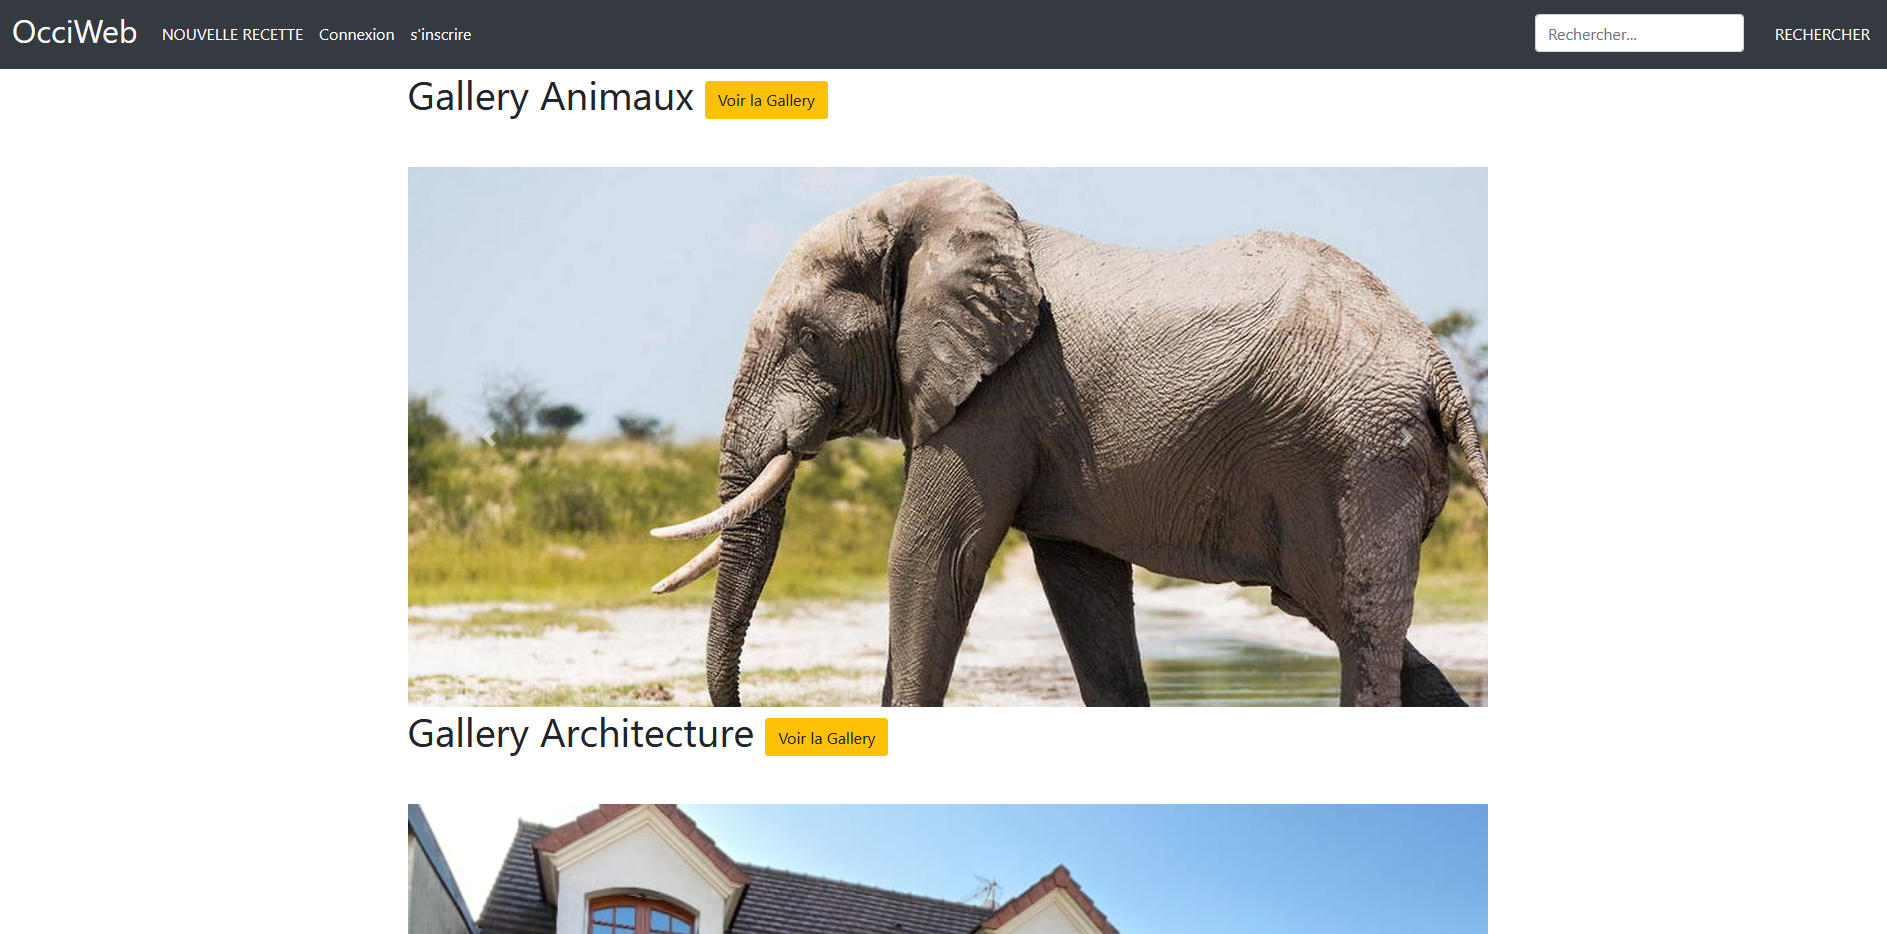 OcciWeb NOUVELLE RECETTE Connexion s'inscrire Rechercher... RECHERCHER
Gallery Animaux Voir la Gallery
Gallery Architecture Voir la Gallery